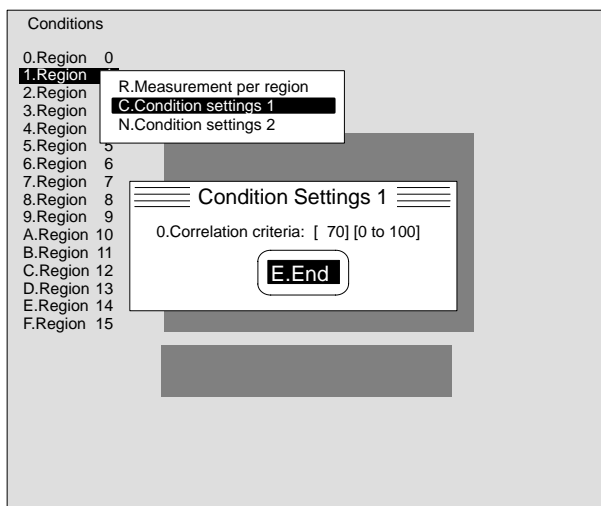 Conditions
0.Region 0
1.Region
2.Region
3.Region
4.Region
5.Region 5
6.Region 6
7.Region 7
8.Region 8
9.Region 9
A.Region 10
B.Region 11
C.Region 12
D.Region 13
E.Region 14
F.Region 15
R.Measurement per region
C.Condition settings 1
N.Condition settings 2
Condition Settings 1
0.Correlation criteria: [ 70] [0 to 100]
E.End